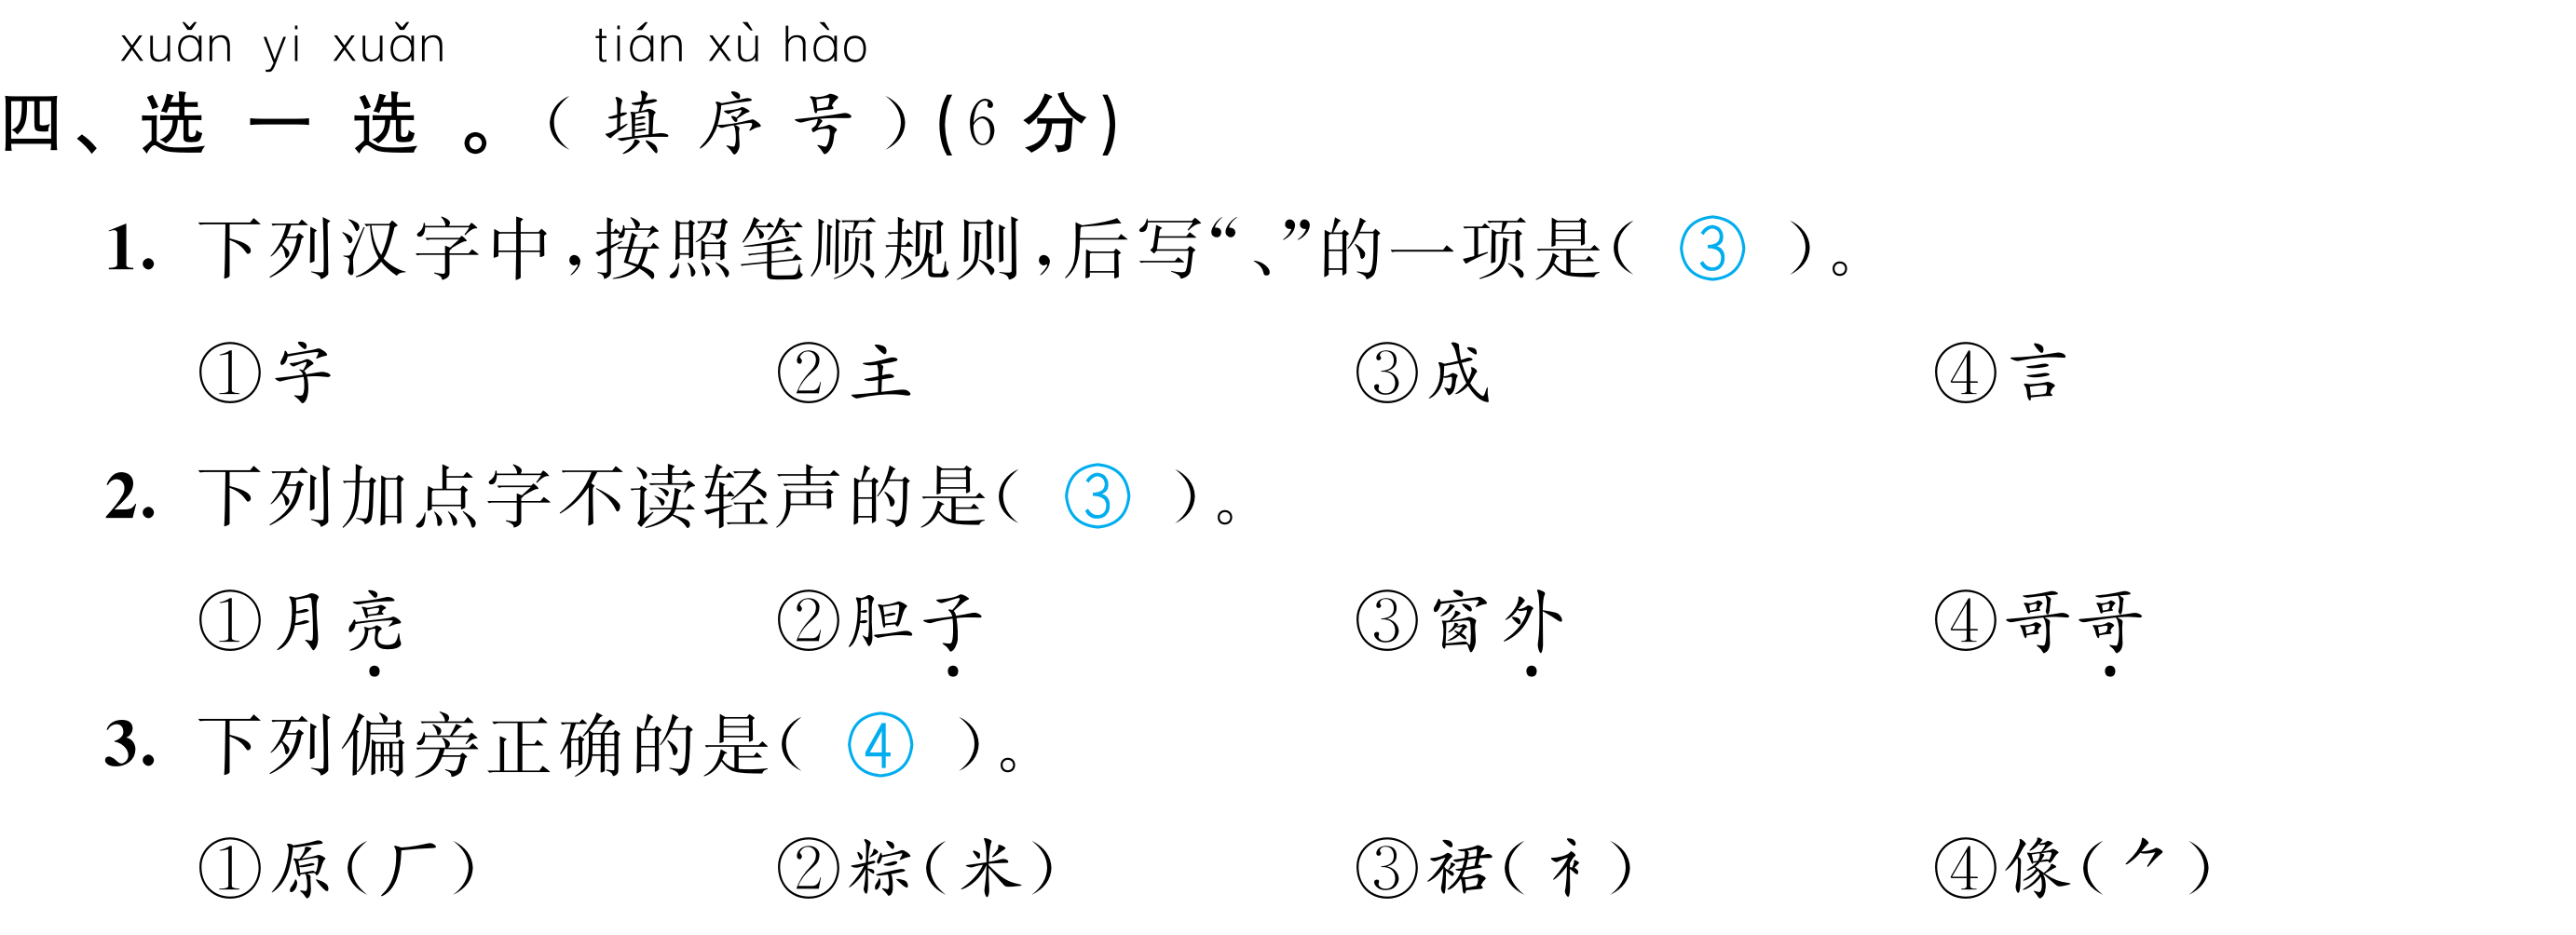 xuǎn yi xuǎn tián xù hào
四、选一选。（填序号）(6分)
1. 下列汉字中,按照笔顺规则,后写“、”的一项是( ③ )。
①字 ②主 ③成 ④言
2. 下列加点字不读轻声的是( ③ )。
①月亮 ②胆子 ③窗外 ④哥哥
3. 下列偏旁正确的是( ④ )。
①原(厂) ②粽(米) ③裙(衤) ④像(⺈)